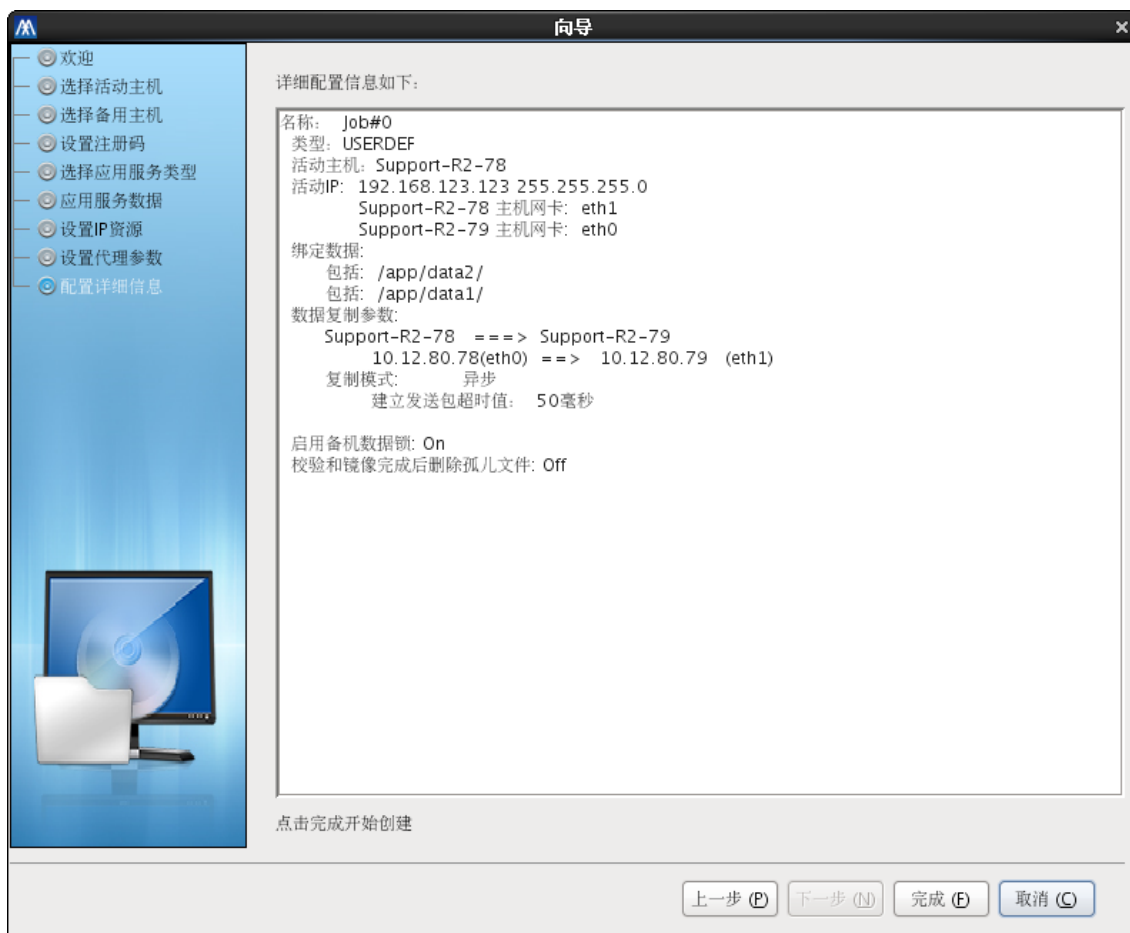 向导
欢迎
选择活动主机
选择备用主机
设置注册码
选择应用服务类型
应用服务数据
设置IP资源
设置代理参数
配置详细信息
详细配置信息如下：
名称： Job#0
类型：USERDEF
活动主机：Support-R2-78
活动IP: 192.168.123.123 255.255.255.0
Support-R2-78 主机网卡: eth1
Support-R2-79 主机网卡: eth0
绑定数据:
包括: /app/data2/
包括: /app/data1/
数据复制参数:
Support-R2-78 ===> Support-R2-79
10.12.80.78(eth0) ==> 10.12.80.79 (eth1)
复制模式: 异步
建立发送包超时值： 50毫秒
启用备机数据锁: On
校验和镜像完成后删除孤儿文件: Off
点击完成开始创建
上一步 (P) 下一步 (N) 完成 (F) 取消 (C)